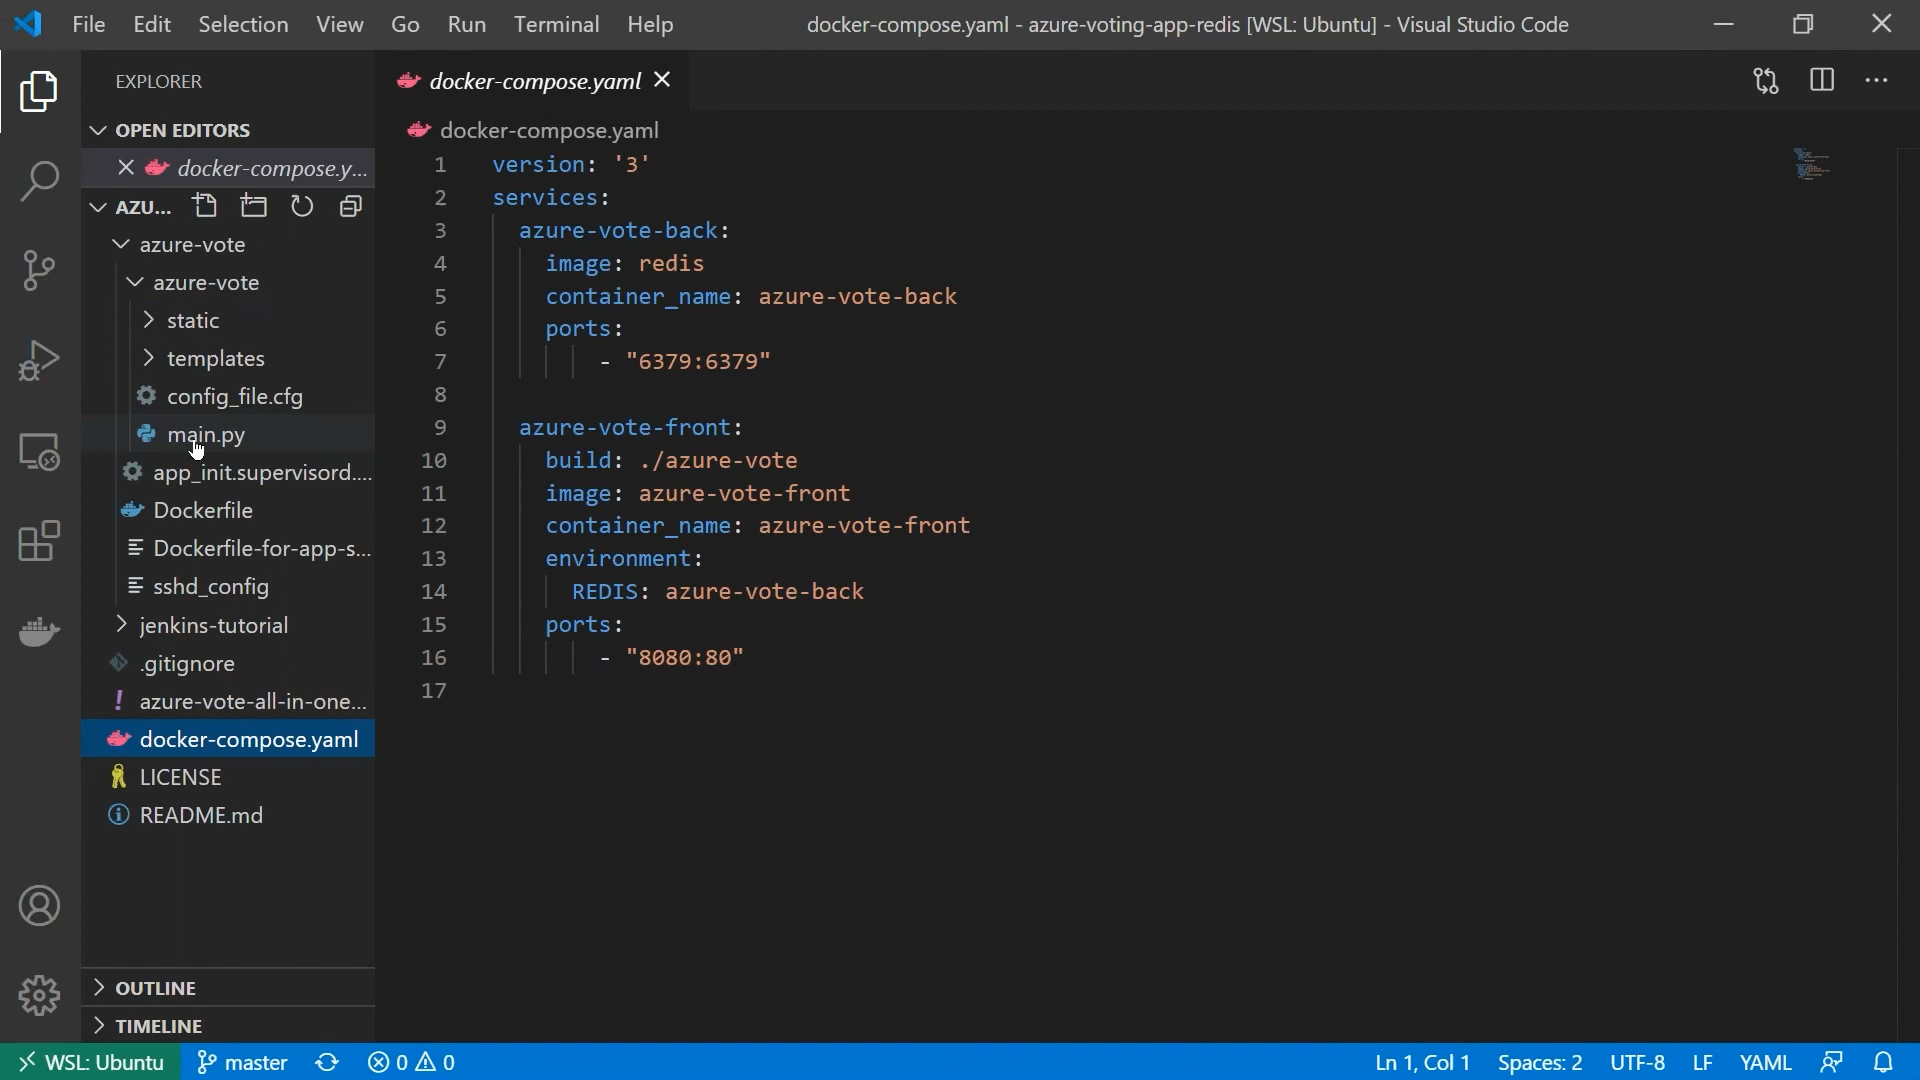 File Edit Selection View Go Run Terminal Help
docker-compose.yaml - azure-voting-app-redis [WSL: Ubuntu] - Visual Studio Code
EXPLORER
OPEN EDITORS
docker-compose.y...
AZU...
azure-vote
azure-vote
static
templates
config_file.cfg
main.py
app_init.supervisord....
Dockerfile
Dockerfile-for-app-s...
sshd_config
jenkins-tutorial
.gitignore
azure-vote-all-in-one...
docker-compose.yaml
LICENSE
README.md
OUTLINE
TIMELINE
docker-compose.yaml
docker-compose.yaml
1 version: '3'
2 services:
3 azure-vote-back:
4 image: redis
5 container_name: azure-vote-back
6 ports:
7 - "6379:6379"
8
9 azure-vote-front:
10 build: ./azure-vote
11 image: azure-vote-front
12 container_name: azure-vote-front
13 environment:
14 REDIS: azure-vote-back
15 ports:
16 - "8080:80"
17
WSL: Ubuntu master 0 0 Ln 1, Col 1 Spaces: 2 UTF-8 LF YAML